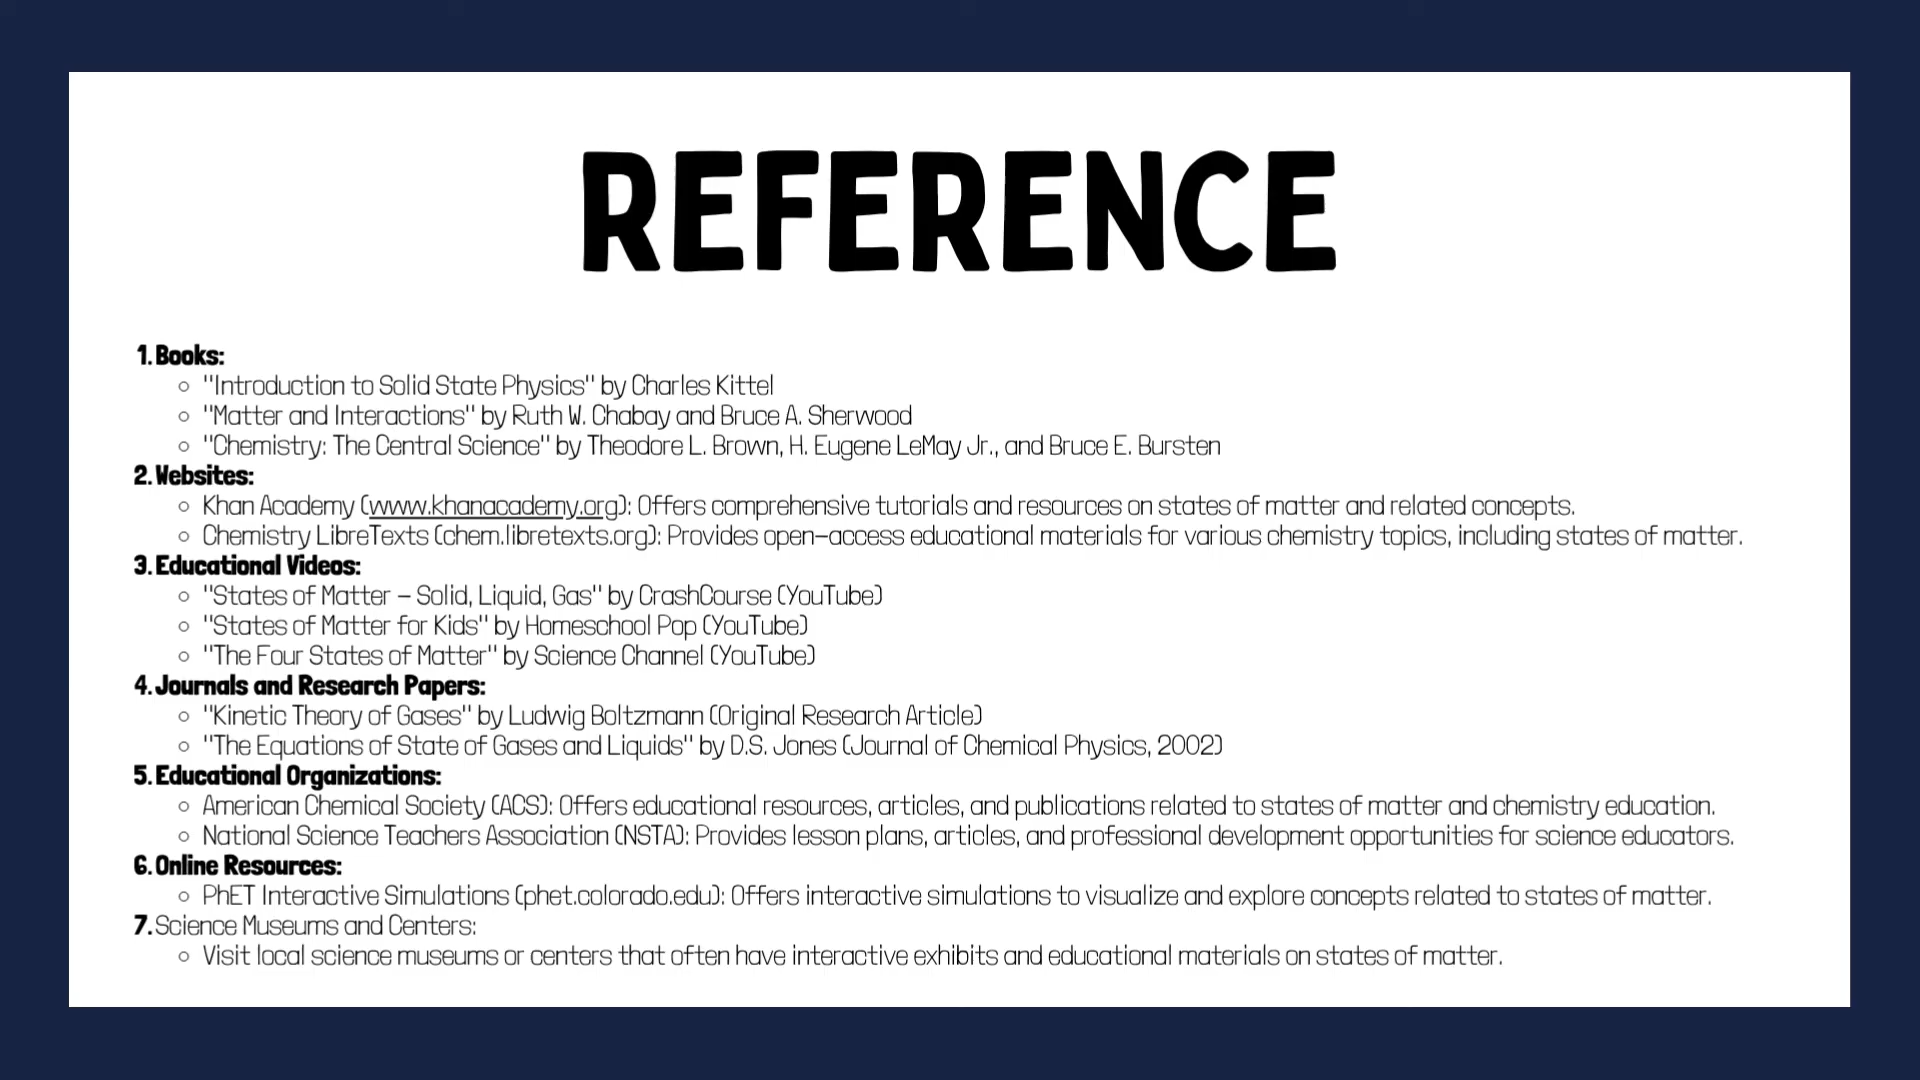 REFERENCE
1. Books:
○ "Introduction to Solid State Physics" by Charles Kittel
○ "Matter and Interactions" by Ruth W. Chabay and Bruce A. Sherwood
○ "Chemistry: The Central Science" by Theodore L. Brown, H. Eugene LeMay Jr., and Bruce E. Bursten
2. Websites:
○ Khan Academy (www.khanacademy.org): Offers comprehensive tutorials and resources on states of matter and related concepts.
○ Chemistry LibreTexts (chem.libretexts.org): Provides open-access educational materials for various chemistry topics, including states of matter.
3. Educational Videos:
○ "States of Matter – Solid, Liquid, Gas" by CrashCourse (YouTube)
○ "States of Matter for Kids" by Homeschool Pop (YouTube)
○ "The Four States of Matter" by Science Channel (YouTube)
4. Journals and Research Papers:
○ "Kinetic Theory of Gases" by Ludwig Boltzmann (Original Research Article)
○ "The Equations of State of Gases and Liquids" by D.S. Jones (Journal of Chemical Physics, 2002)
5. Educational Organizations:
○ American Chemical Society (ACS): Offers educational resources, articles, and publications related to states of matter and chemistry education.
○ National Science Teachers Association (NSTA): Provides lesson plans, articles, and professional development opportunities for science educators.
6. Online Resources:
○ PhET Interactive Simulations (phet.colorado.edu): Offers interactive simulations to visualize and explore concepts related to states of matter.
7. Science Museums and Centers:
○ Visit local science museums or centers that often have interactive exhibits and educational materials on states of matter.